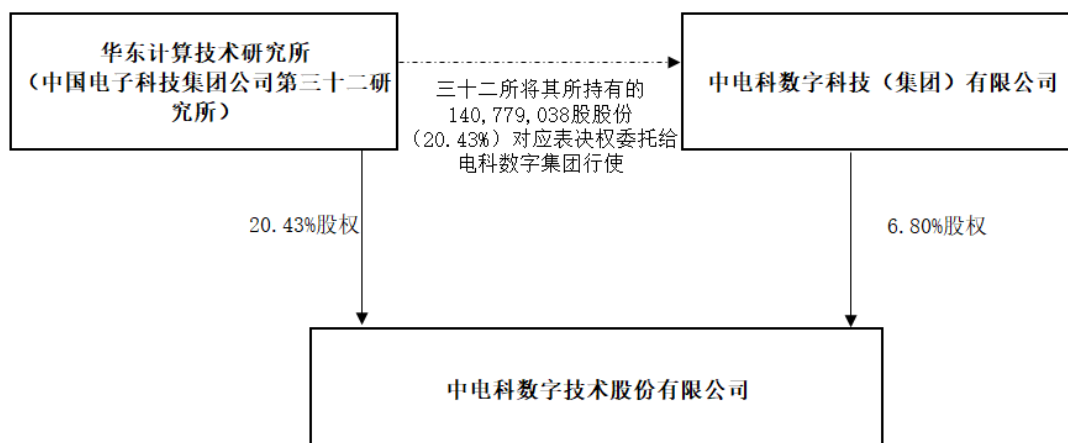 华东计算技术研究所
（中国电子科技集团公司第三十二研
究所）
三十二所将其所持有的
140,779,038股股份
（20.43%）对应表决权委托给
电科数字集团行使
中电科数字科技（集团）有限公司
20.43%股权
6.80%股权
中电科数字技术股份有限公司